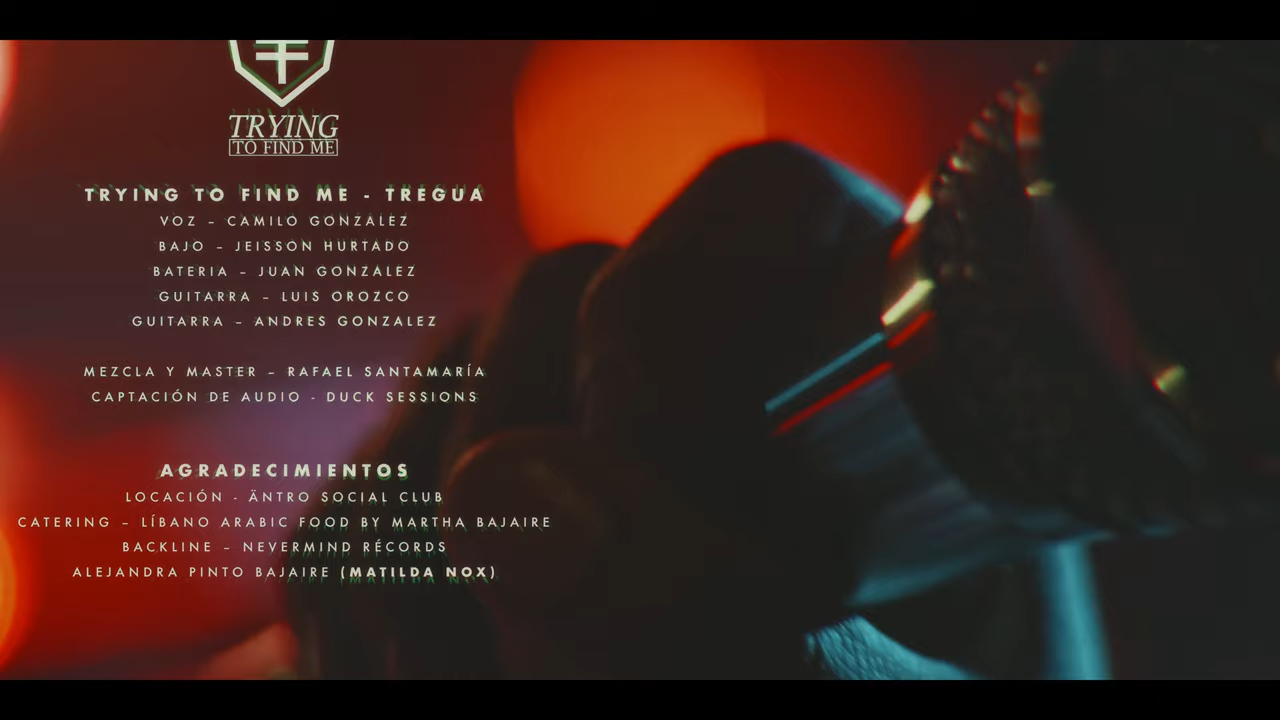 TRYING
TO FIND ME
TRYING TO FIND ME - TREGUA
VOZ – CAMILO GONZALEZ
BAJO – JEISSON HURTADO
BATERIA – JUAN GONZALEZ
GUITARRA – LUIS OROZCO
GUITARRA – ANDRES GONZALEZ
MEZCLA Y MASTER – RAFAEL SANTAMARÍA
CAPTACIÓN DE AUDIO - DUCK SESSIONS
AGRADECIMIENTOS
LOCACIÓN - ÄNTRO SOCIAL CLUB
CATERING – LÍBANO ARABIC FOOD BY MARTHA BAJAIRE
BACKLINE – NEVERMIND RÉCORDS
ALEJANDRA PINTO BAJAIRE (MATILDA NOX)